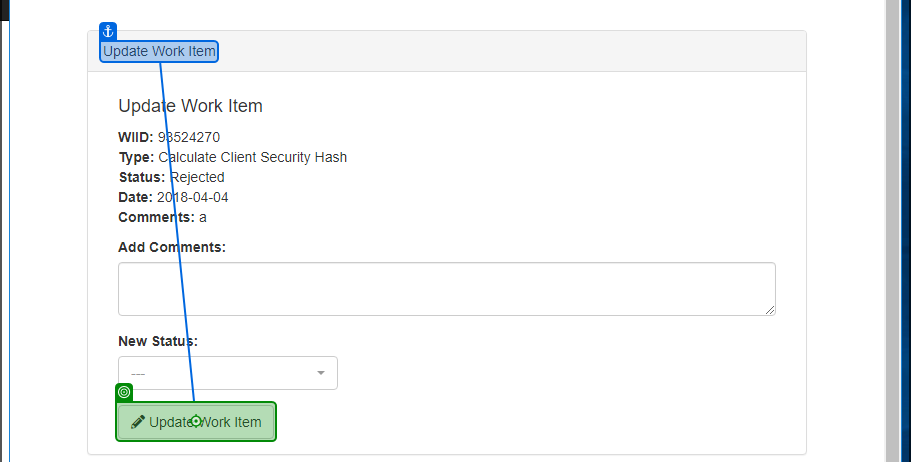 Update Work Item
Update Work Item
WIID: 93524270
Type: Calculate Client Security Hash
Status: Rejected
Date: 2018-04-04
Comments: a
Add Comments:
New Status:
---
Update Work Item